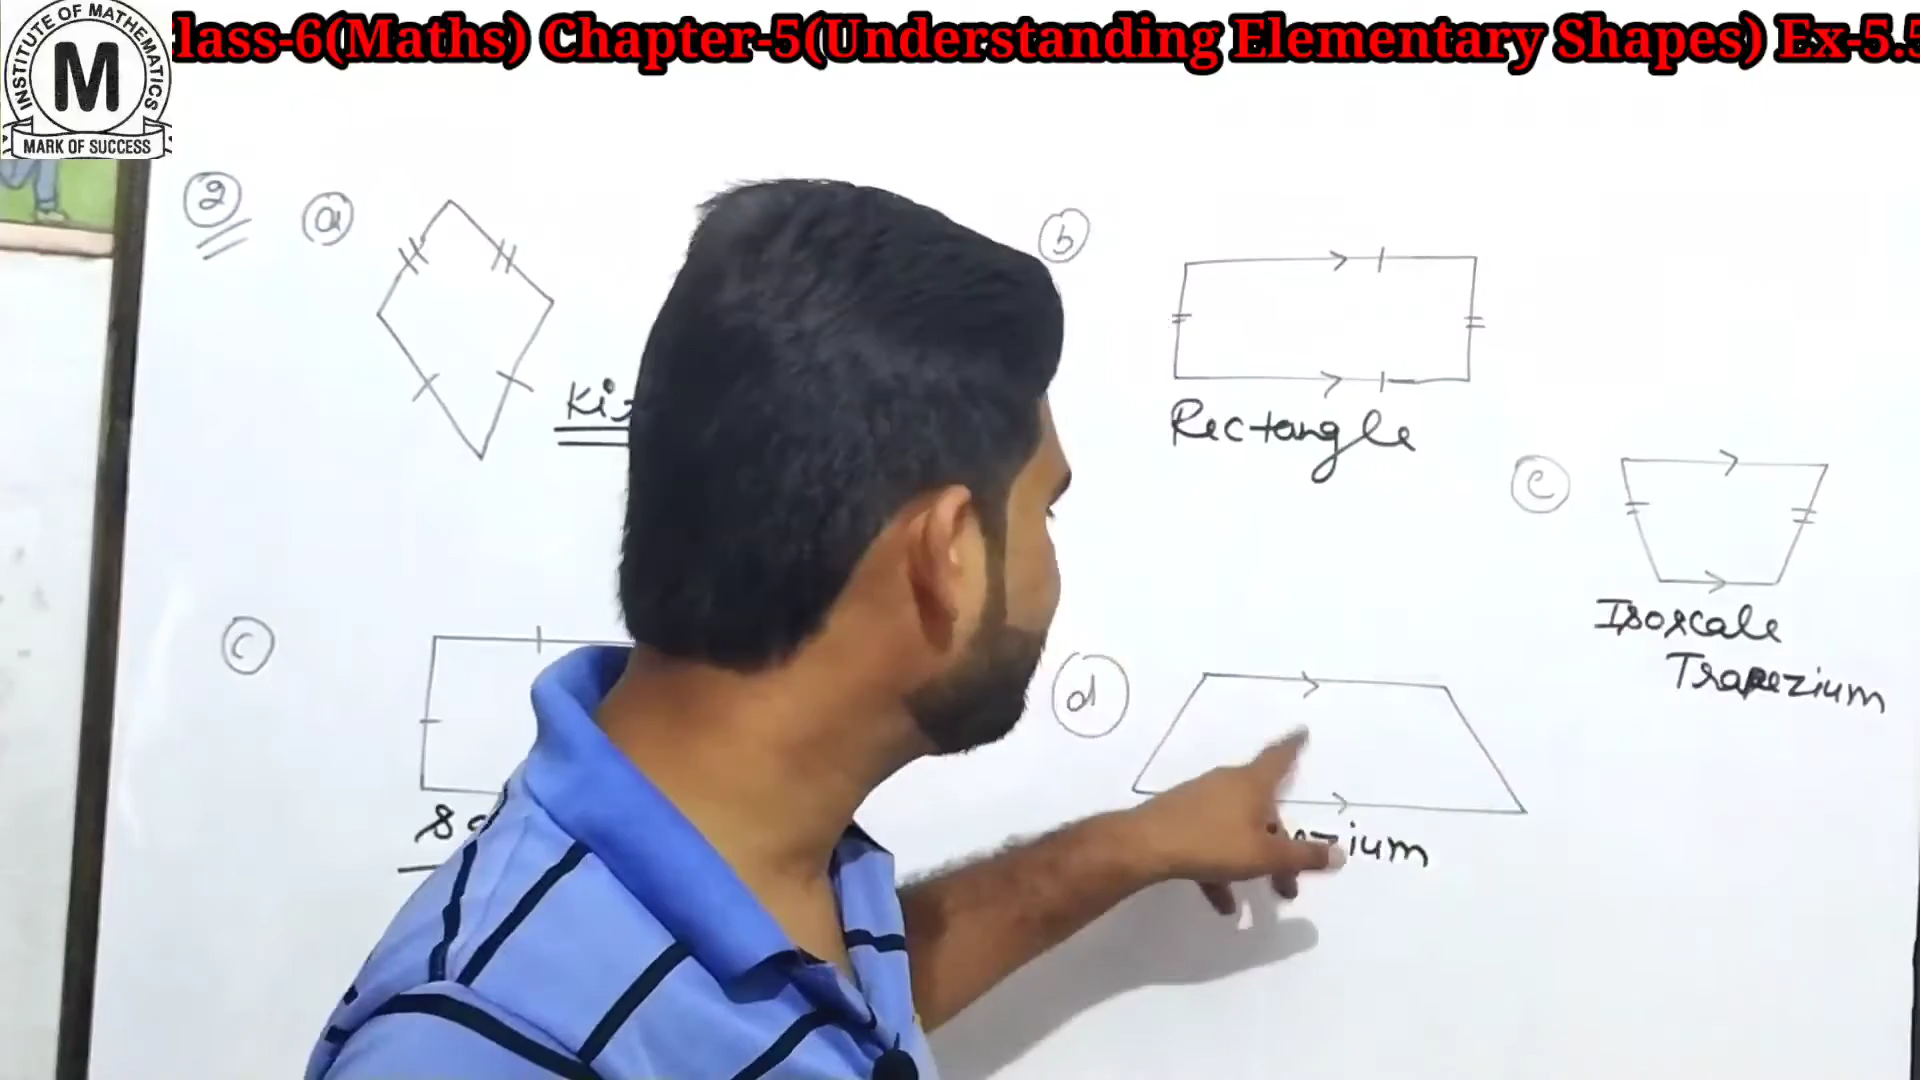 lass-6(Maths) Chapter-5(Understanding Elementary Shapes) Ex-5.5
INSTITUTE OF MATHEMATICS
M
MARK OF SUCCESS
2
a
b
Rectangle
e
Isoscale
Trapezium
c
d